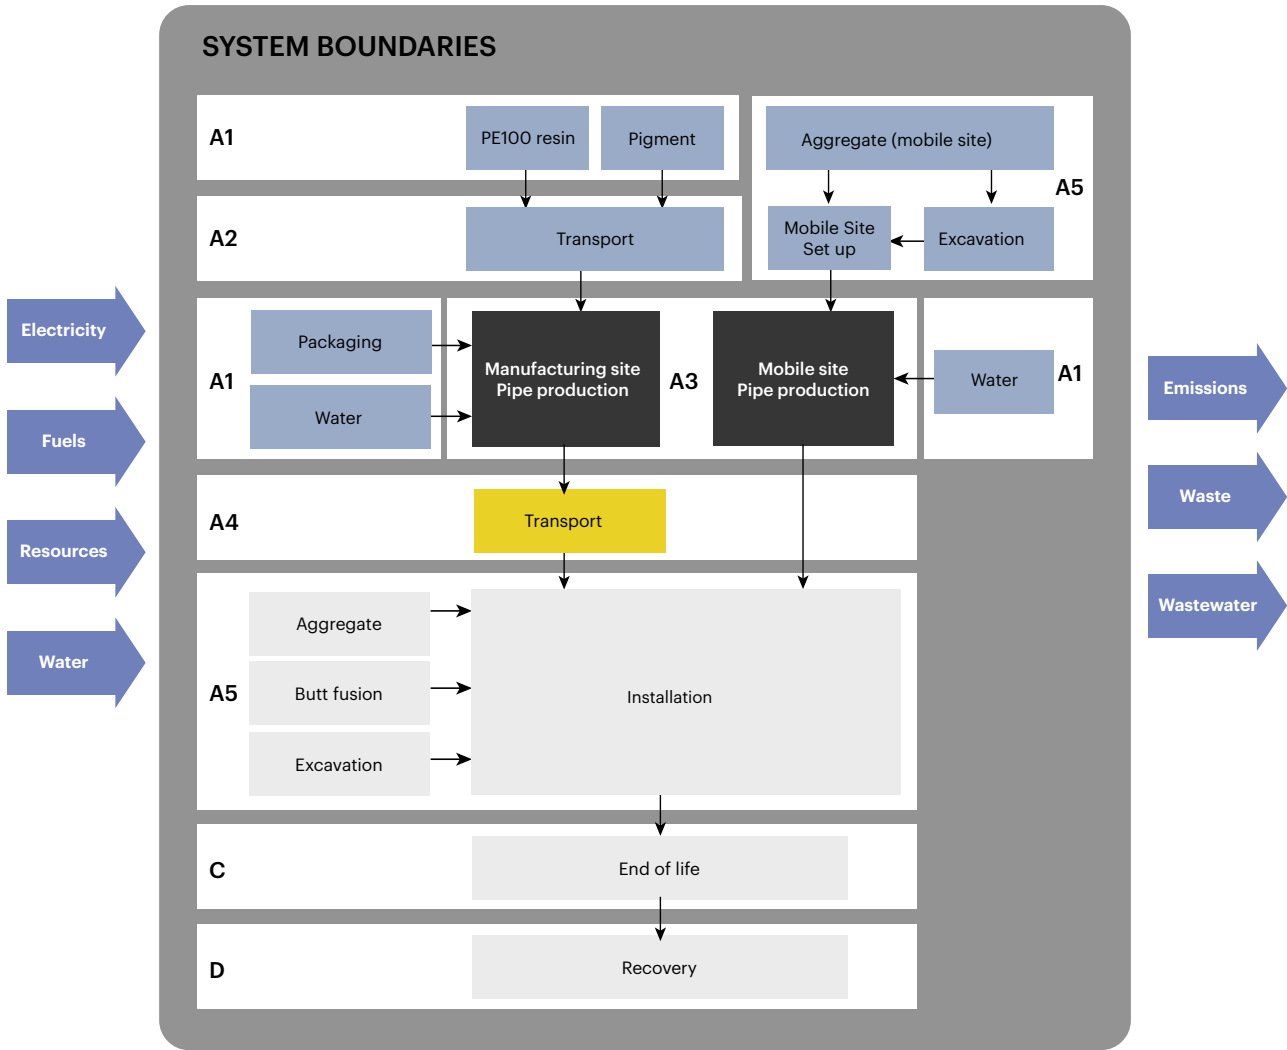 SYSTEM BOUNDARIES
A1
PE100 resin
Pigment
Aggregate (mobile site)
A5
A2
Transport
Mobile Site
Set up
Excavation
Electricity
Fuels
Resources
Water
A1
Packaging
Water
Manufacturing site
Pipe production
A3
Mobile site
Pipe production
Water
A1
Emissions
Waste
Wastewater
A4
Transport
A5
Aggregate
Butt fusion
Excavation
Installation
C
End of life
D
Recovery